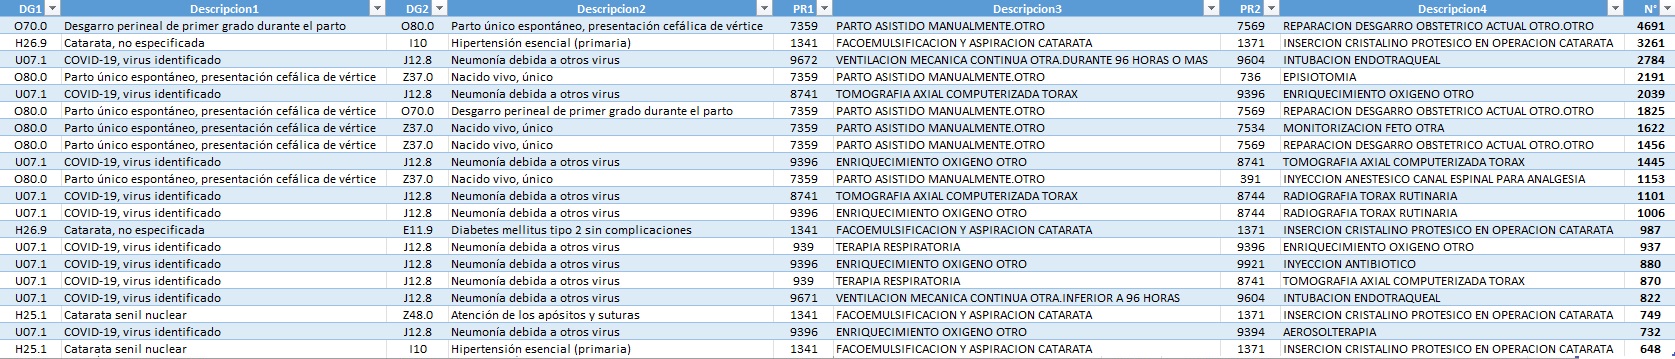 DG1 Descripcion1 DG2 Descripcion2 PR1 Descripcion3 PR2 Descripcion4 N°
O70.0 Desgarro perineal de primer grado durante el parto O80.0 Parto único espontáneo, presentación cefálica de vértice 7359 PARTO ASISTIDO MANUALMENTE.OTRO 7569 REPARACION DESGARRO OBSTETRICO ACTUAL OTRO.OTRO 4691
H26.9 Catarata, no especificada I10 Hipertensión esencial (primaria) 1341 FACOEMULSIFICACION Y ASPIRACION CATARATA 1371 INSERCION CRISTALINO PROTESICO EN OPERACION CATARATA 3261
U07.1 COVID-19, virus identificado J12.8 Neumonía debida a otros virus 9672 VENTILACION MECANICA CONTINUA OTRA.DURANTE 96 HORAS O MAS 9604 INTUBACION ENDOTRAQUEAL 2784
O80.0 Parto único espontáneo, presentación cefálica de vértice Z37.0 Nacido vivo, único 7359 PARTO ASISTIDO MANUALMENTE.OTRO 736 EPISIOTOMIA 2191
U07.1 COVID-19, virus identificado J12.8 Neumonía debida a otros virus 8741 TOMOGRAFIA AXIAL COMPUTERIZADA TORAX 9396 ENRIQUECIMIENTO OXIGENO OTRO 2039
O80.0 Parto único espontáneo, presentación cefálica de vértice O70.0 Desgarro perineal de primer grado durante el parto 7359 PARTO ASISTIDO MANUALMENTE.OTRO 7569 REPARACION DESGARRO OBSTETRICO ACTUAL OTRO.OTRO 1825
O80.0 Parto único espontáneo, presentación cefálica de vértice Z37.0 Nacido vivo, único 7359 PARTO ASISTIDO MANUALMENTE.OTRO 7534 MONITORIZACION FETO OTRA 1622
O80.0 Parto único espontáneo, presentación cefálica de vértice Z37.0 Nacido vivo, único 7359 PARTO ASISTIDO MANUALMENTE.OTRO 7569 REPARACION DESGARRO OBSTETRICO ACTUAL OTRO.OTRO 1456
U07.1 COVID-19, virus identificado J12.8 Neumonía debida a otros virus 9396 ENRIQUECIMIENTO OXIGENO OTRO 8741 TOMOGRAFIA AXIAL COMPUTERIZADA TORAX 1445
O80.0 Parto único espontáneo, presentación cefálica de vértice Z37.0 Nacido vivo, único 7359 PARTO ASISTIDO MANUALMENTE.OTRO 391 INYECCION ANESTESICO CANAL ESPINAL PARA ANALGESIA 1153
U07.1 COVID-19, virus identificado J12.8 Neumonía debida a otros virus 8741 TOMOGRAFIA AXIAL COMPUTERIZADA TORAX 8744 RADIOGRAFIA TORAX RUTINARIA 1101
U07.1 COVID-19, virus identificado J12.8 Neumonía debida a otros virus 9396 ENRIQUECIMIENTO OXIGENO OTRO 8744 RADIOGRAFIA TORAX RUTINARIA 1006
H26.9 Catarata, no especificada E11.9 Diabetes mellitus tipo 2 sin complicaciones 1341 FACOEMULSIFICACION Y ASPIRACION CATARATA 1371 INSERCION CRISTALINO PROTESICO EN OPERACION CATARATA 987
U07.1 COVID-19, virus identificado J12.8 Neumonía debida a otros virus 939 TERAPIA RESPIRATORIA 9396 ENRIQUECIMIENTO OXIGENO OTRO 937
U07.1 COVID-19, virus identificado J12.8 Neumonía debida a otros virus 9396 ENRIQUECIMIENTO OXIGENO OTRO 9921 INYECCION ANTIBIOTICO 880
U07.1 COVID-19, virus identificado J12.8 Neumonía debida a otros virus 939 TERAPIA RESPIRATORIA 8741 TOMOGRAFIA AXIAL COMPUTERIZADA TORAX 870
U07.1 COVID-19, virus identificado J12.8 Neumonía debida a otros virus 9671 VENTILACION MECANICA CONTINUA OTRA.INFERIOR A 96 HORAS 9604 INTUBACION ENDOTRAQUEAL 822
H25.1 Catarata senil nuclear Z48.0 Atención de los apósitos y suturas 1341 FACOEMULSIFICACION Y ASPIRACION CATARATA 1371 INSERCION CRISTALINO PROTESICO EN OPERACION CATARATA 749
U07.1 COVID-19, virus identificado J12.8 Neumonía debida a otros virus 9396 ENRIQUECIMIENTO OXIGENO OTRO 9394 AEROSOLTERAPIA 732
H25.1 Catarata senil nuclear I10 Hipertensión esencial (primaria) 1341 FACOEMULSIFICACION Y ASPIRACION CATARATA 1371 INSERCION CRISTALINO PROTESICO EN OPERACION CATARATA 648